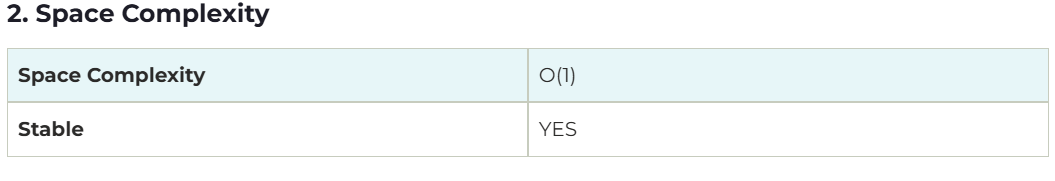 2. Space Complexity
Space Complexity O(1)
Stable YES